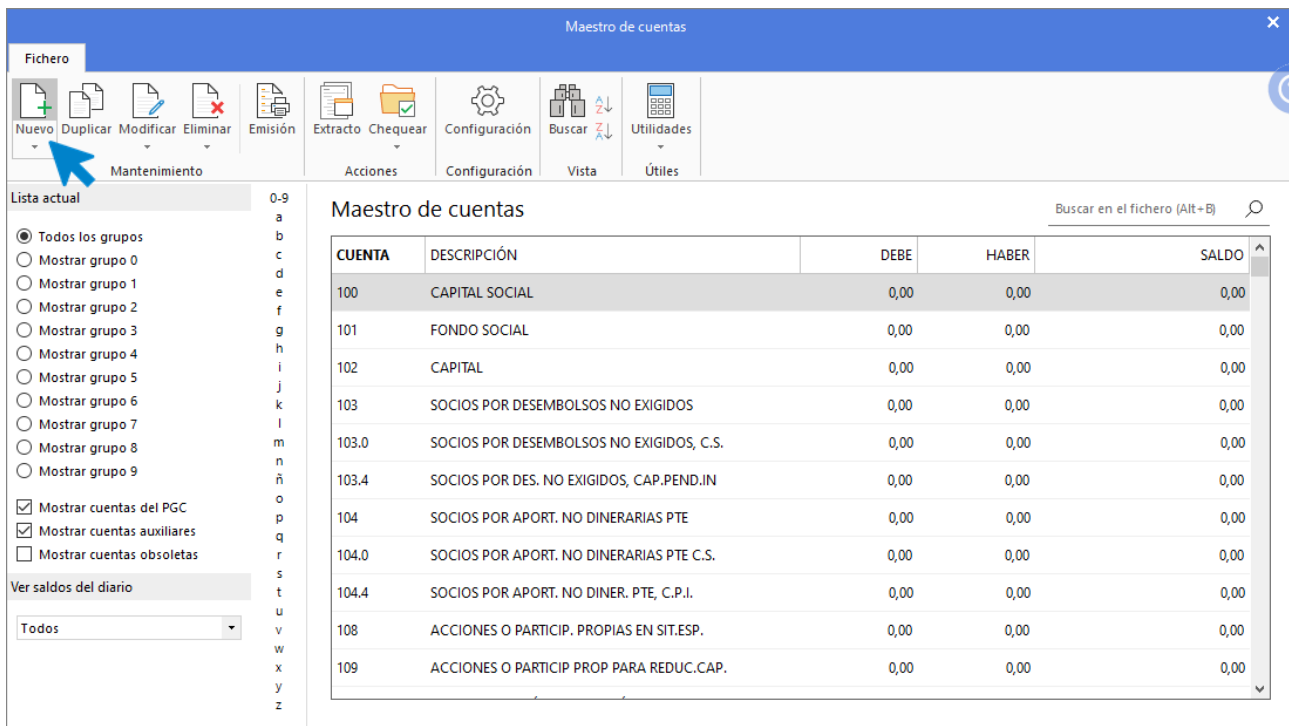 Maestro de cuentas
Fichero
Nuevo Duplicar Modificar Eliminar Emisión Extracto Chequear Configuración Buscar Utilidades
Mantenimiento Acciones Configuración Vista Útiles
Lista actual
Todos los grupos
Mostrar grupo 0
Mostrar grupo 1
Mostrar grupo 2
Mostrar grupo 3
Mostrar grupo 4
Mostrar grupo 5
Mostrar grupo 6
Mostrar grupo 7
Mostrar grupo 8
Mostrar grupo 9
Mostrar cuentas del PGC
Mostrar cuentas auxiliares
Mostrar cuentas obsoletas
Ver saldos del diario
Todos
0-9
a
b
c
d
e
f
g
h
i
j
k
l
m
n
ñ
o
p
q
r
s
t
u
v
w
x
y
z
Maestro de cuentas
Buscar en el fichero (Alt+B)
CUENTA DESCRIPCIÓN DEBE HABER SALDO
100 CAPITAL SOCIAL 0,00 0,00 0,00
101 FONDO SOCIAL 0,00 0,00 0,00
102 CAPITAL 0,00 0,00 0,00
103 SOCIOS POR DESEMBOLSOS NO EXIGIDOS 0,00 0,00 0,00
103.0 SOCIOS POR DESEMBOLSOS NO EXIGIDOS, C.S. 0,00 0,00 0,00
103.4 SOCIOS POR DES. NO EXIGIDOS, CAP.PEND.IN 0,00 0,00 0,00
104 SOCIOS POR APORT. NO DINERARIAS PTE 0,00 0,00 0,00
104.0 SOCIOS POR APORT. NO DINERARIAS PTE C.S. 0,00 0,00 0,00
104.4 SOCIOS POR APORT. NO DINER. PTE, C.P.I. 0,00 0,00 0,00
108 ACCIONES O PARTICIP. PROPIAS EN SIT.ESP. 0,00 0,00 0,00
109 ACCIONES O PARTICIP PROP PARA REDUC.CAP. 0,00 0,00 0,00